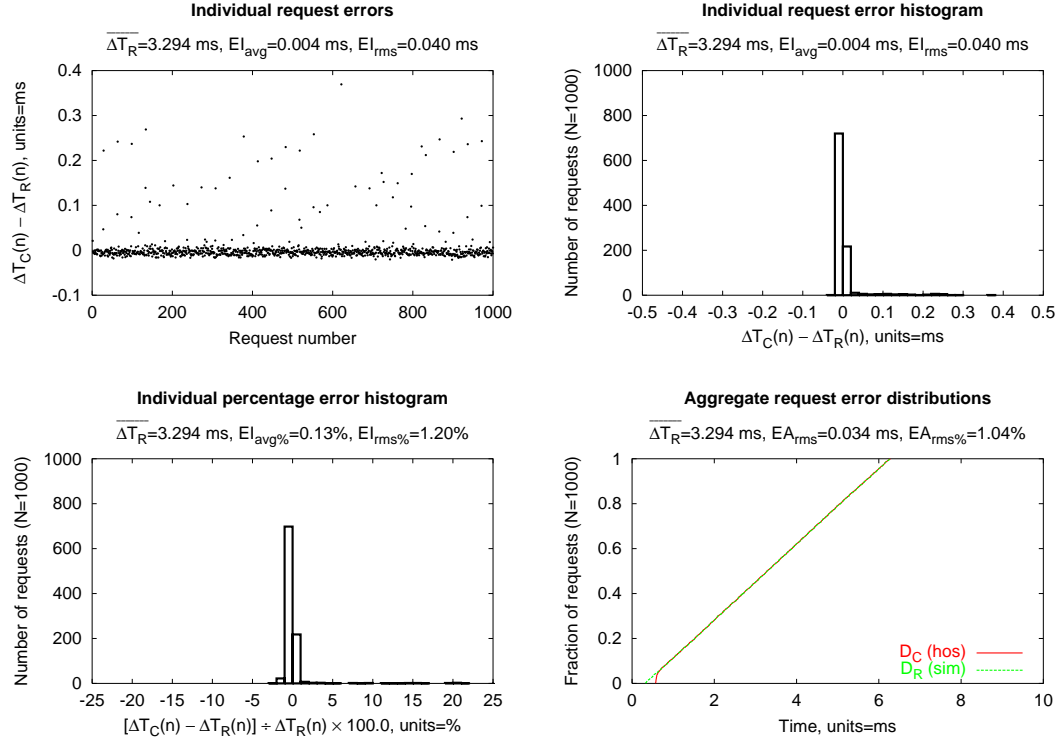 Individual request errors
ΔT_R=3.294 ms, EI_avg=0.004 ms, EI_rms=0.040 ms
ΔT_C(n) − ΔT_R(n), units=ms
0.4
0.3
0.2
0.1
0
-0.1
0 200 400 600 800 1000
Request number
Individual request error histogram
ΔT_R=3.294 ms, EI_avg=0.004 ms, EI_rms=0.040 ms
Number of requests (N=1000)
1000
800
600
400
200
0
-0.5 -0.4 -0.3 -0.2 -0.1 0 0.1 0.2 0.3 0.4 0.5
ΔT_C(n) − ΔT_R(n), units=ms
Individual percentage error histogram
ΔT_R=3.294 ms, EI_avg%=0.13%, EI_rms%=1.20%
Number of requests (N=1000)
1000
800
600
400
200
0
-25 -20 -15 -10 -5 0 5 10 15 20 25
[ΔT_C(n) − ΔT_R(n)] ÷ ΔT_R(n) × 100.0, units=%
Aggregate request error distributions
ΔT_R=3.294 ms, EA_rms=0.034 ms, EA_rms%=1.04%
Fraction of requests (N=1000)
1
0.8
0.6
0.4
0.2
0
D_C (hos)
D_R (sim)
0 2 4 6 8 10
Time, units=ms